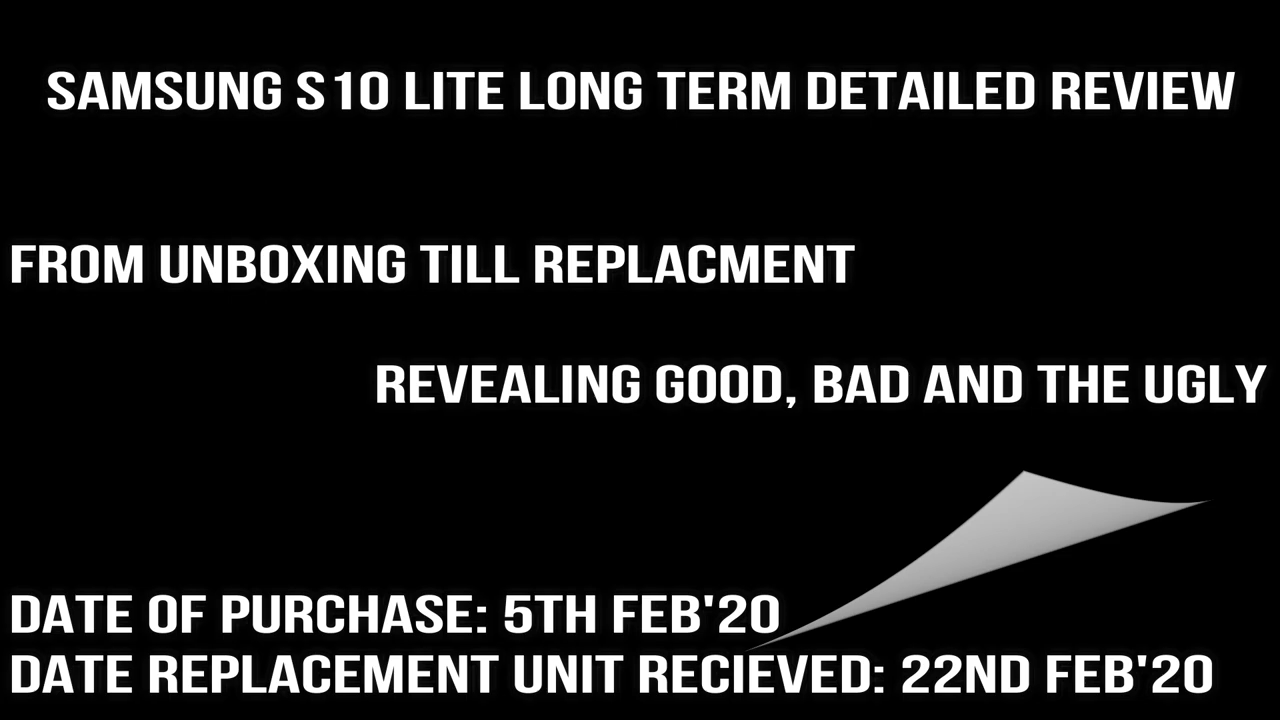 SAMSUNG S10 LITE LONG TERM DETAILED REVIEW
FROM UNBOXING TILL REPLACMENT
REVEALING GOOD, BAD AND THE UGLY
DATE OF PURCHASE: 5TH FEB'20
DATE REPLACEMENT UNIT RECIEVED: 22ND FEB'20